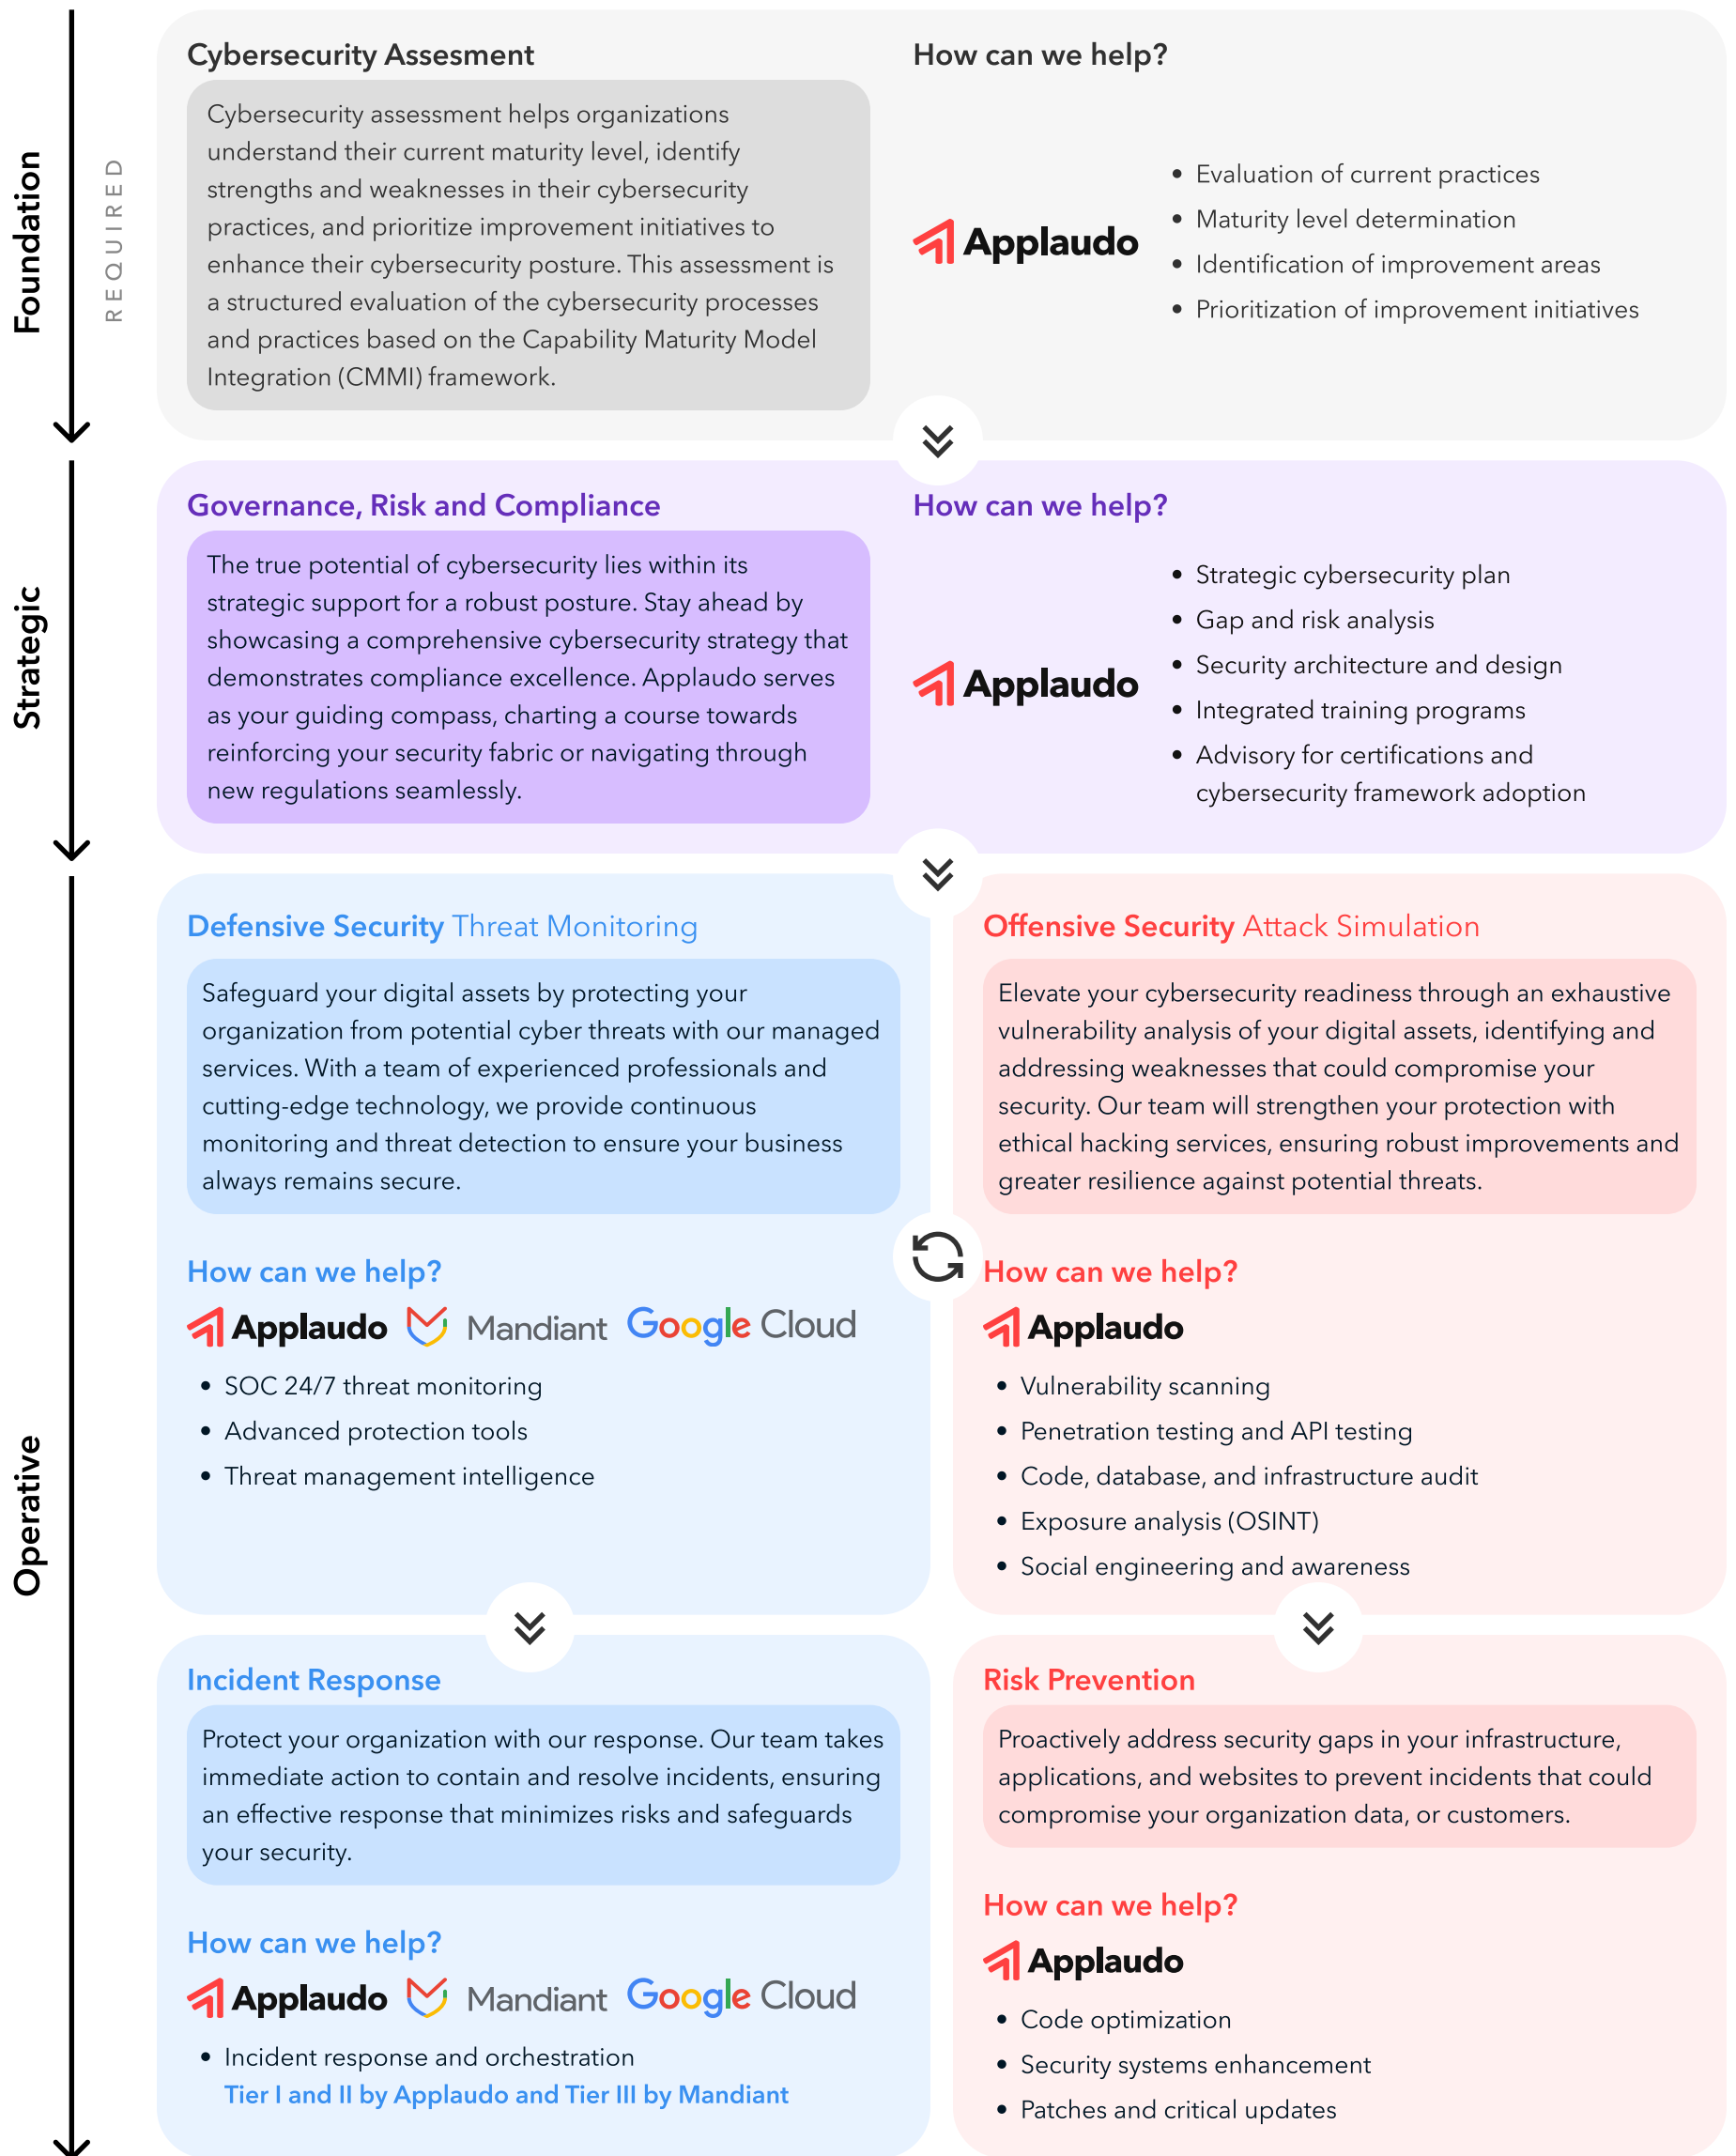 Foundation
REQUIRED
Cybersecurity Assesment
Cybersecurity assessment helps organizations
understand their current maturity level, identify
strengths and weaknesses in their cybersecurity
practices, and prioritize improvement initiatives to
enhance their cybersecurity posture. This assessment is
a structured evaluation of the cybersecurity processes
and practices based on the Capability Maturity Model
Integration (CMMI) framework.
How can we help?
Applaudo
• Evaluation of current practices
• Maturity level determination
• Identification of improvement areas
• Prioritization of improvement initiatives
Strategic
Governance, Risk and Compliance
The true potential of cybersecurity lies within its
strategic support for a robust posture. Stay ahead by
showcasing a comprehensive cybersecurity strategy that
demonstrates compliance excellence. Applaudo serves
as your guiding compass, charting a course towards
reinforcing your security fabric or navigating through
new regulations seamlessly.
How can we help?
Applaudo
• Strategic cybersecurity plan
• Gap and risk analysis
• Security architecture and design
• Integrated training programs
• Advisory for certifications and
cybersecurity framework adoption
Operative
Defensive Security Threat Monitoring
Safeguard your digital assets by protecting your
organization from potential cyber threats with our managed
services. With a team of experienced professionals and
cutting-edge technology, we provide continuous
monitoring and threat detection to ensure your business
always remains secure.
How can we help?
Applaudo Mandiant Google Cloud
• SOC 24/7 threat monitoring
• Advanced protection tools
• Threat management intelligence
Offensive Security Attack Simulation
Elevate your cybersecurity readiness through an exhaustive
vulnerability analysis of your digital assets, identifying and
addressing weaknesses that could compromise your
security. Our team will strengthen your protection with
ethical hacking services, ensuring robust improvements and
greater resilience against potential threats.
How can we help?
Applaudo
• Vulnerability scanning
• Penetration testing and API testing
• Code, database, and infrastructure audit
• Exposure analysis (OSINT)
• Social engineering and awareness
Incident Response
Protect your organization with our response. Our team takes
immediate action to contain and resolve incidents, ensuring
an effective response that minimizes risks and safeguards
your security.
How can we help?
Applaudo Mandiant Google Cloud
• Incident response and orchestration
Tier I and II by Applaudo and Tier III by Mandiant
Risk Prevention
Proactively address security gaps in your infrastructure,
applications, and websites to prevent incidents that could
compromise your organization data, or customers.
How can we help?
Applaudo
• Code optimization
• Security systems enhancement
• Patches and critical updates